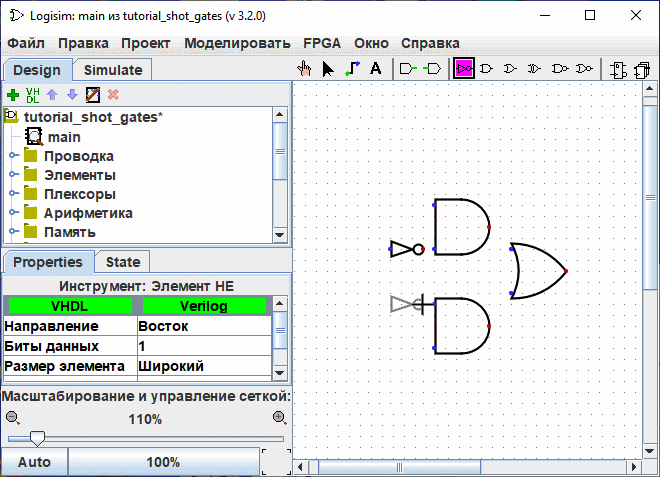 Logisim: main из tutorial_shot_gates (v 3.2.0)
Файл Правка Проект Моделировать FPGA Окно Справка
Design Simulate
A
VH
DL
tutorial_shot_gates*
main
Проводка
Элементы
Плексоры
Арифметика
Память
Properties State
Инструмент: Элемент НЕ
VHDL Verilog
Направление Восток
Биты данных 1
Размер элемента Широкий
Масштабирование и управление сеткой:
110%
Auto 100%